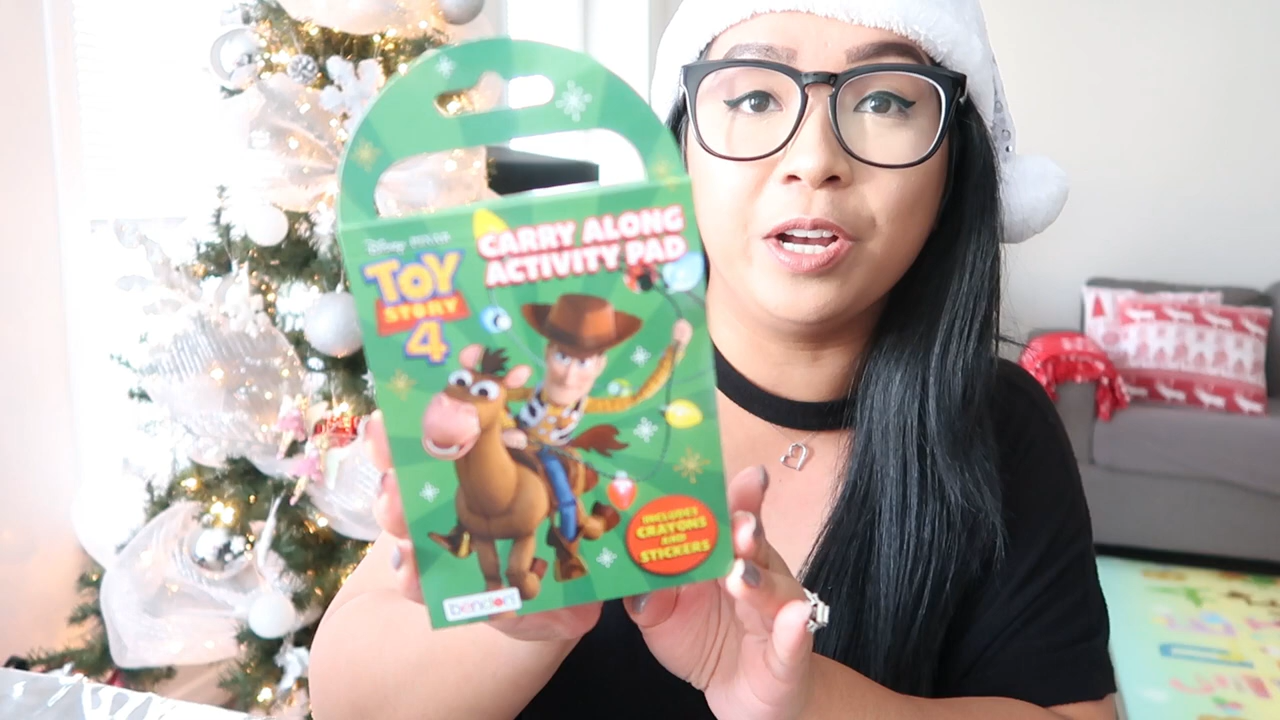 Disney PIXAR
TOY
STORY
4
CARRY ALONG
ACTIVITY PAD
INCLUDES
CRAYONS
AND
STICKERS
bendon